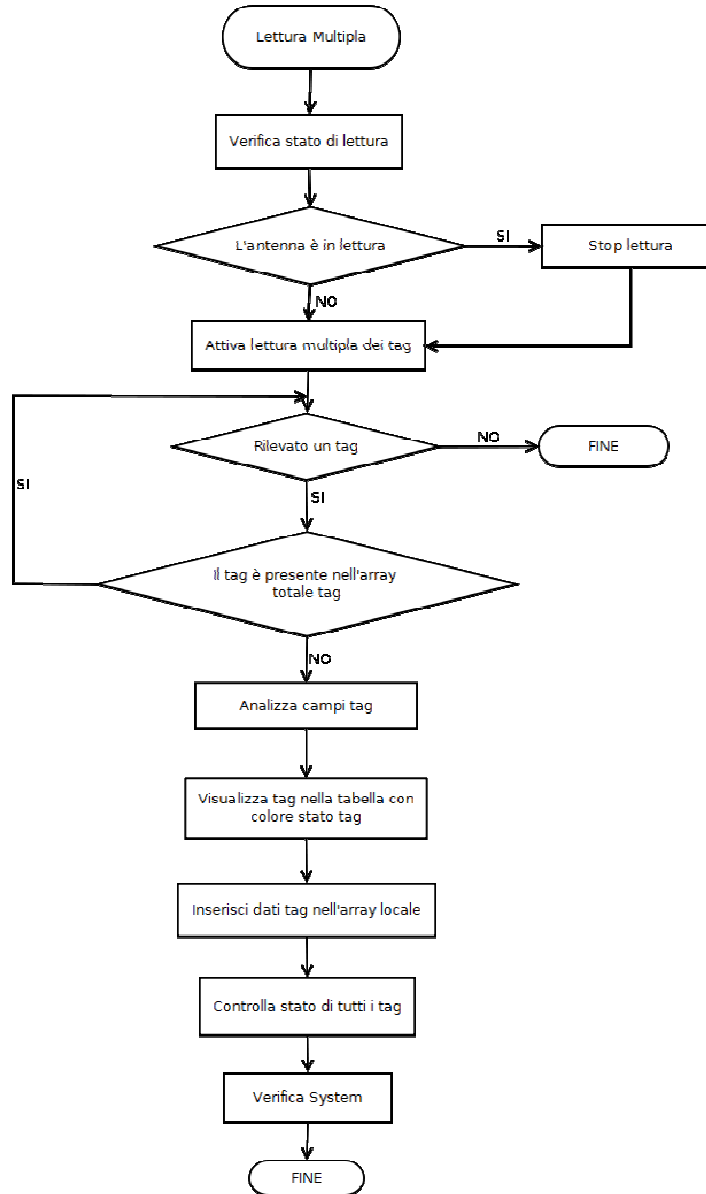 Lettura Multipla
Verifica stato di lettura
L'antenna è in lettura
SI
Stop lettura
NO
Attiva lettura multipla dei tag
Rilevato un tag
NO
FINE
SI
SI
Il tag è presente nell'array
totale tag
NO
Analizza campi tag
Visualizza tag nella tabella con
colore stato tag
Inserisci dati tag nell'array locale
Controlla stato di tutti i tag
Verifica System
FINE